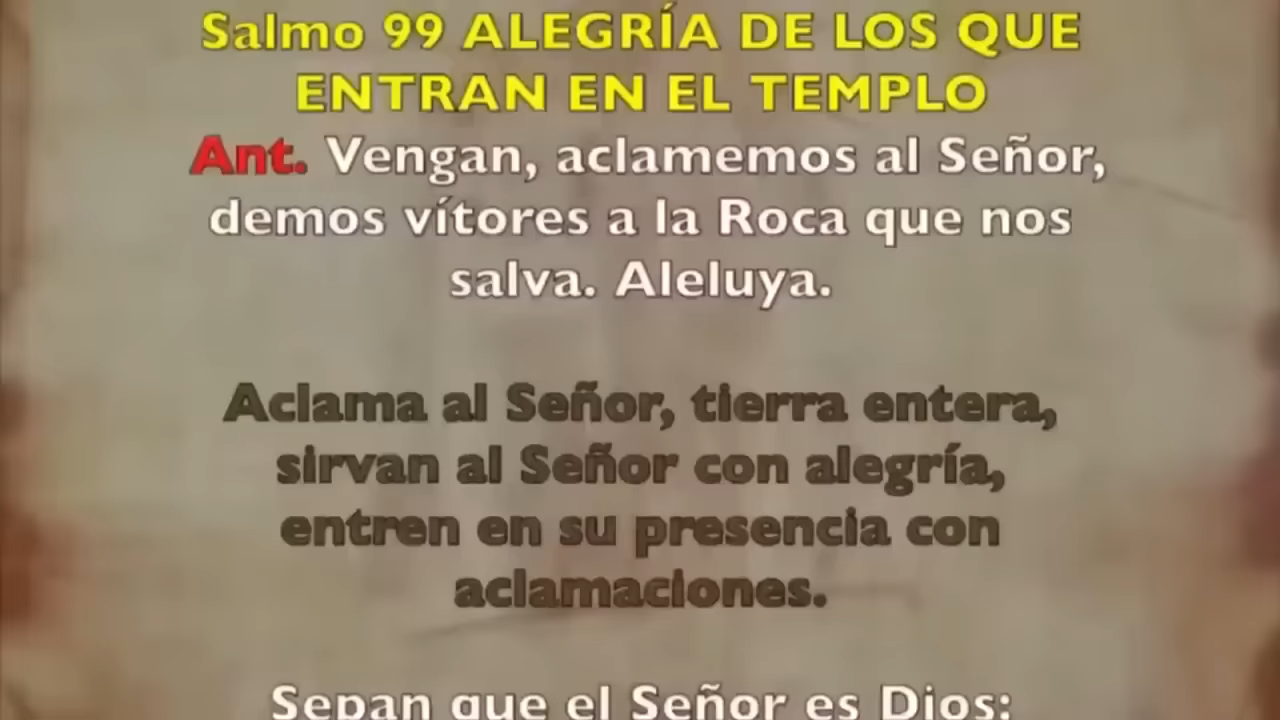 Salmo 99 ALEGRÍA DE LOS QUE
ENTRAN EN EL TEMPLO
Ant. Vengan, aclamemos al Señor,
demos vítores a la Roca que nos
salva. Aleluya.
Aclama al Señor, tierra entera,
sirvan al Señor con alegría,
entren en su presencia con
aclamaciones.
Sepan que el Señor es Dios: